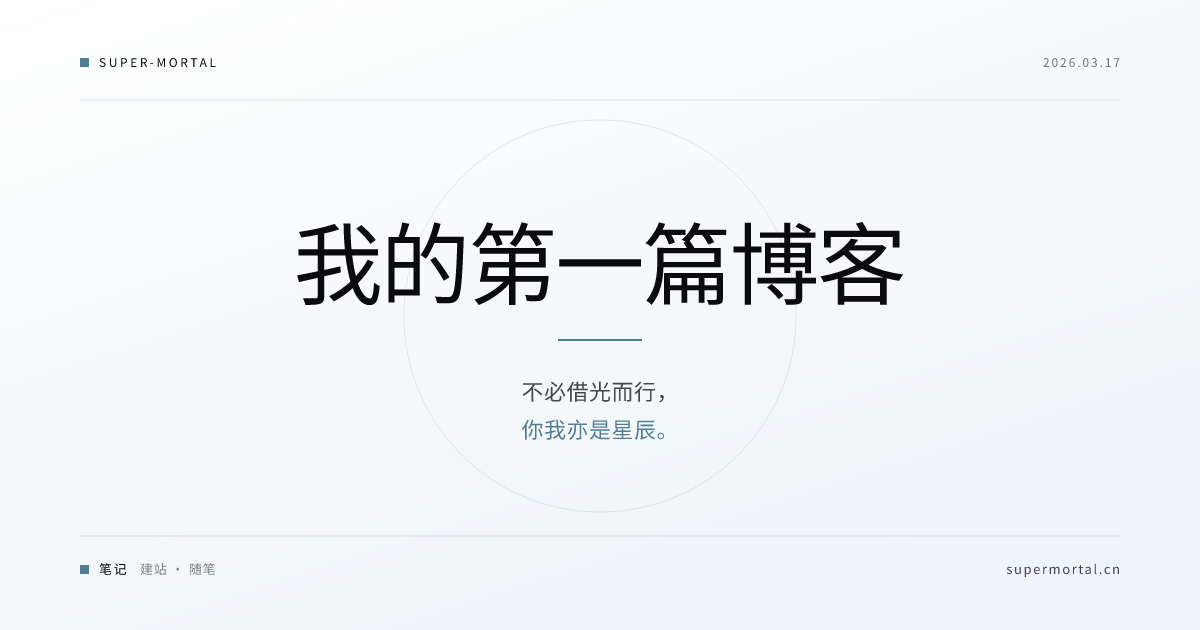 SUPER-MORTAL
2026.03.17
我的第一篇博客
不必借光而行，
你我亦是星辰。
笔记 建站 · 随笔
supermortal.cn